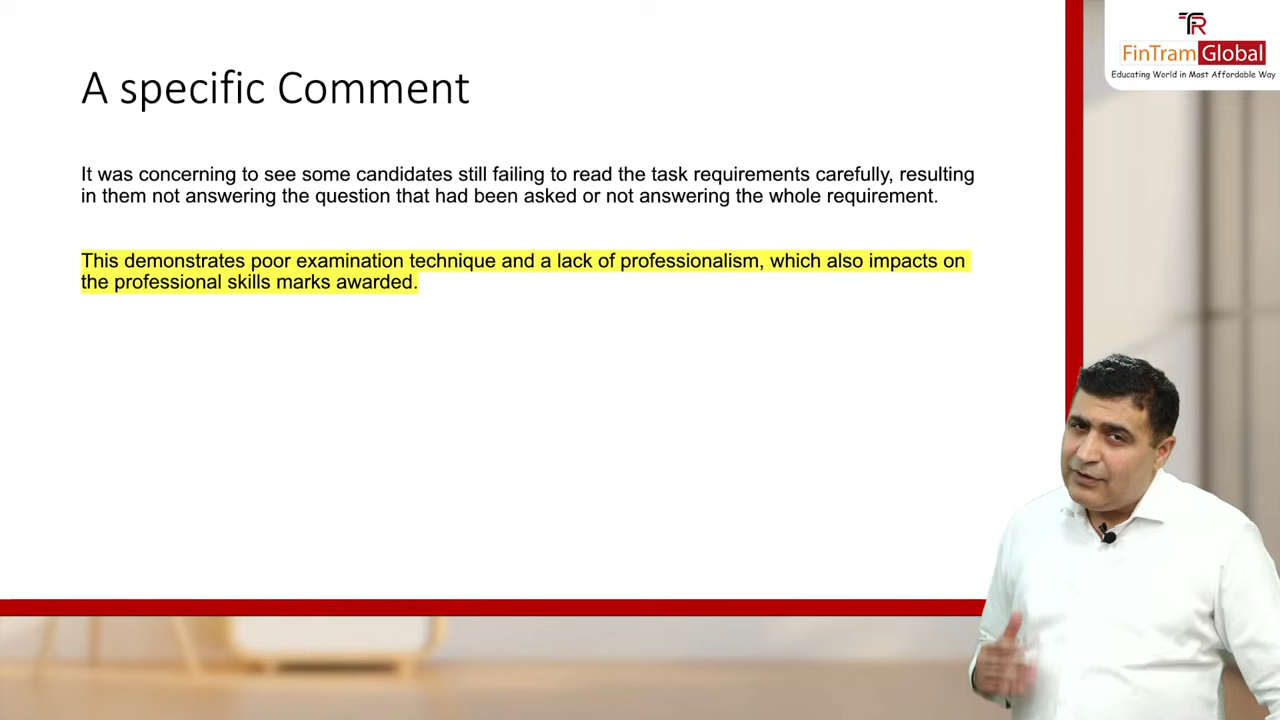 FinTram Global
Educating World in Most Affordable Way
A specific Comment
It was concerning to see some candidates still failing to read the task requirements carefully, resulting
in them not answering the question that had been asked or not answering the whole requirement.
This demonstrates poor examination technique and a lack of professionalism, which also impacts on
the professional skills marks awarded.